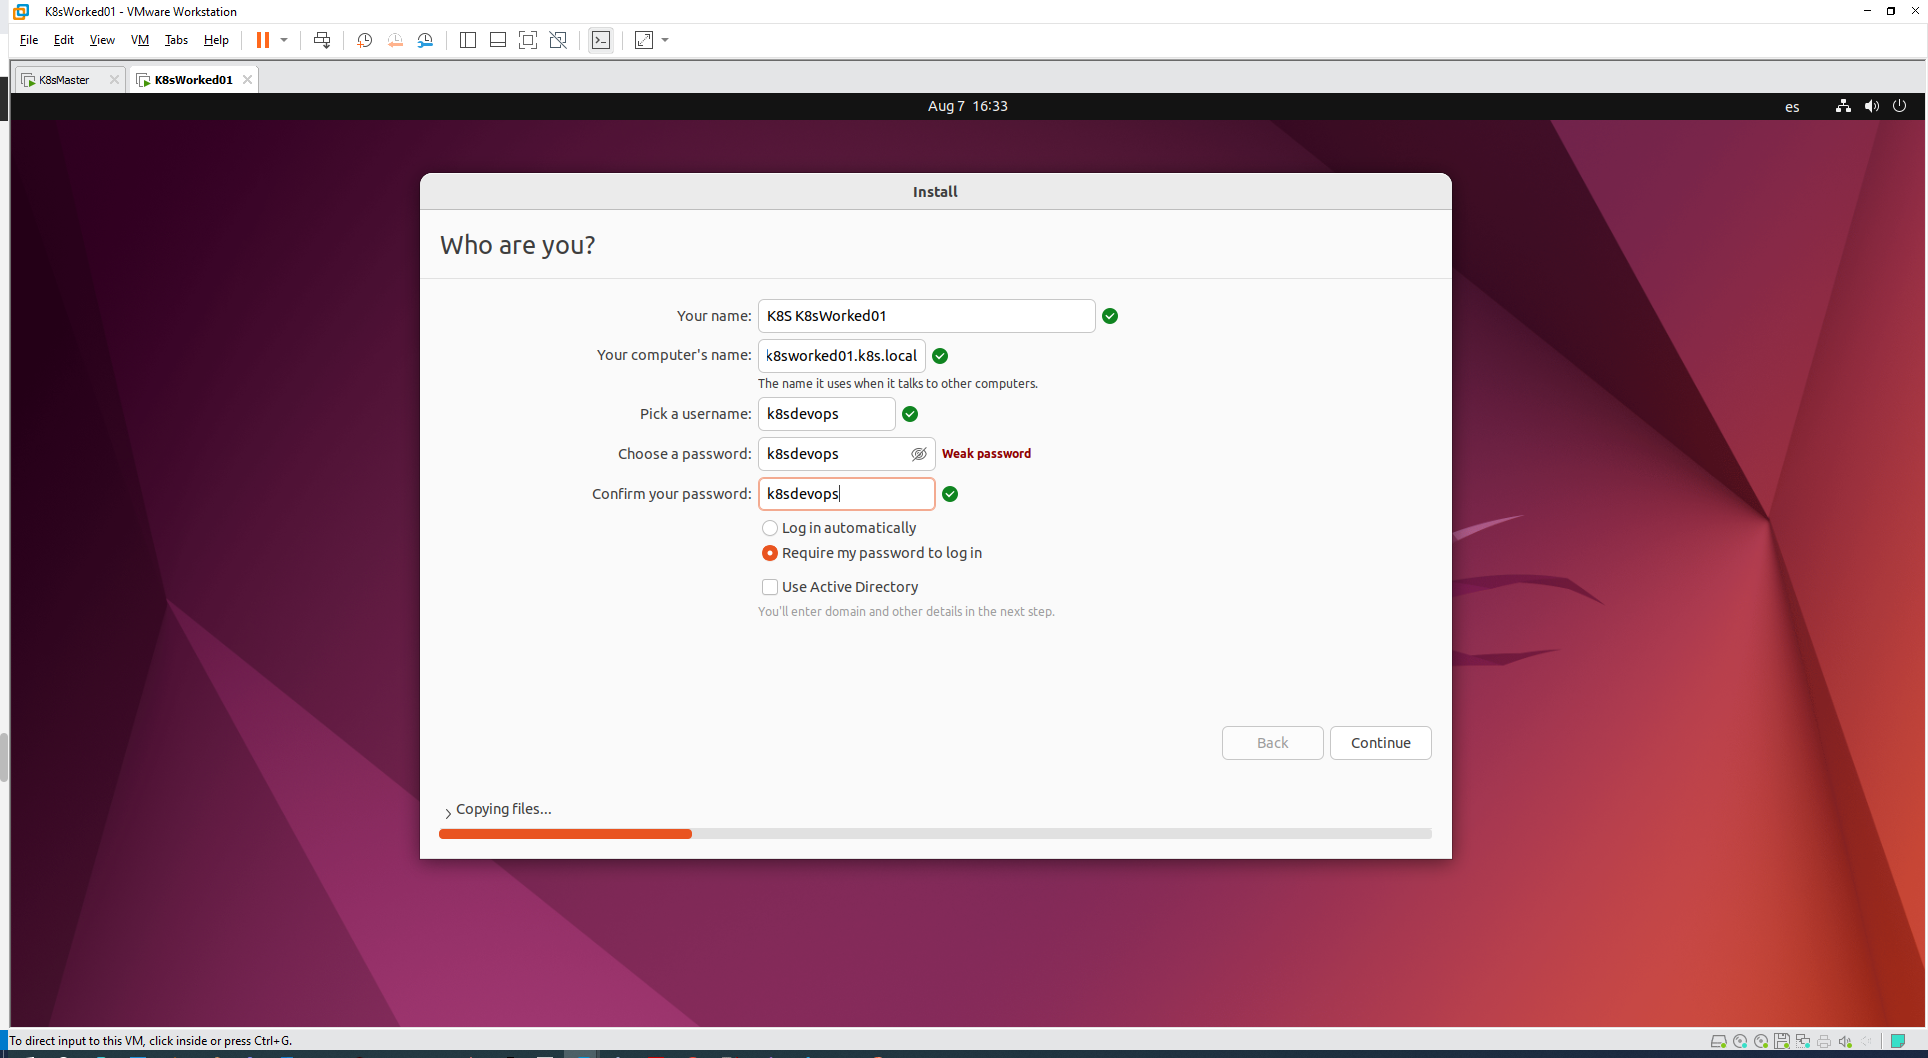 K8sWorked01 - VMware Workstation
File Edit View VM Tabs Help
K8sMaster K8sWorked01
Aug 7 16:33 es
Install
Who are you?
Your name: K8S K8sWorked01
Your computer's name: k8sworked01.k8s.local
The name it uses when it talks to other computers.
Pick a username: k8sdevops
Choose a password: k8sdevops Weak password
Confirm your password: k8sdevops
Log in automatically
Require my password to log in
Use Active Directory
You'll enter domain and other details in the next step.
Back Continue
Copying files...
To direct input to this VM, click inside or press Ctrl+G.